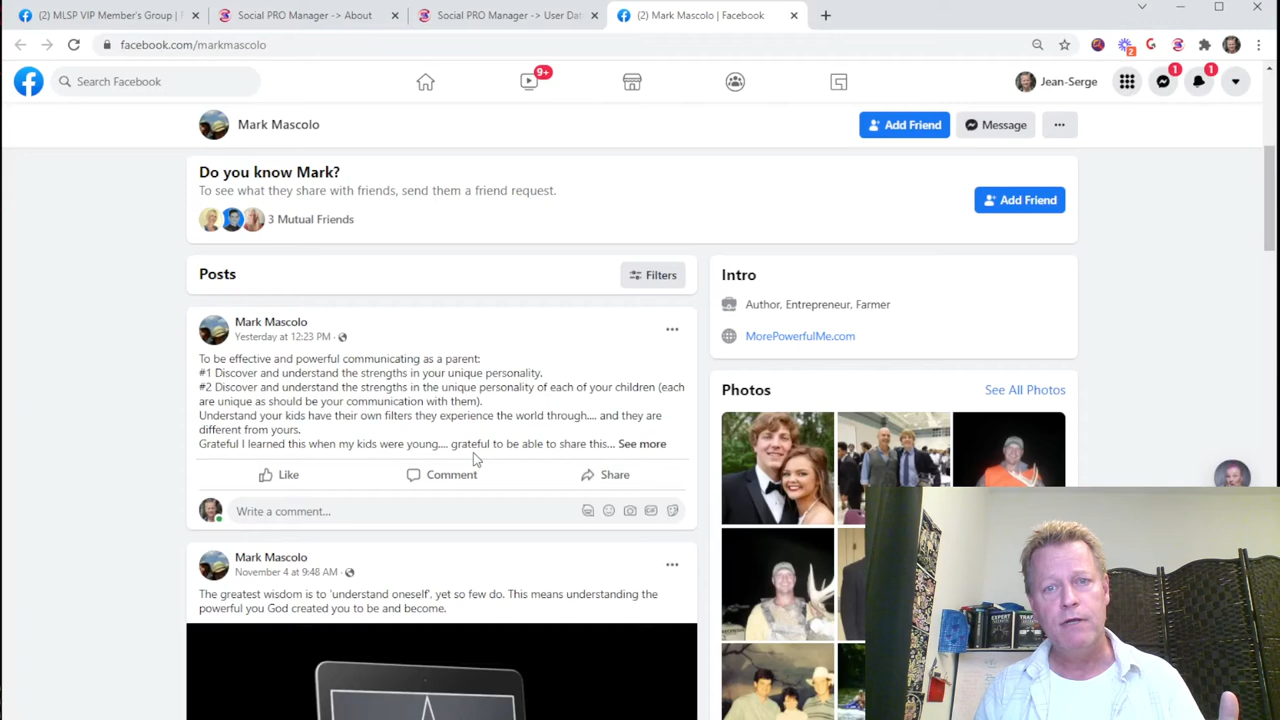 (2) MLSP VIP Member's Group | F
Social PRO Manager -> About
Social PRO Manager -> User Dat
(2) Mark Mascolo | Facebook
facebook.com/markmascolo
2
Search Facebook
9+
Jean-Serge
1
1
Mark Mascolo
Add Friend
Message
Do you know Mark?
To see what they share with friends, send them a friend request.
3 Mutual Friends
Add Friend
Posts
Filters
Mark Mascolo
Yesterday at 12:23 PM ·
To be effective and powerful communicating as a parent:
#1 Discover and understand the strengths in your unique personality.
#2 Discover and understand the strengths in the unique personality of each of your children (each
are unique as should be your communication with them).
Understand your kids have their own filters they experience the world through.... and they are
different from yours.
Grateful I learned this when my kids were young.... grateful to be able to share this... See more
Like
Comment
Share
Write a comment...
GIF
Mark Mascolo
November 4 at 9:48 AM ·
The greatest wisdom is to 'understand oneself', yet so few do. This means understanding the
powerful you God created you to be and become.
Intro
Author, Entrepreneur, Farmer
MorePowerfulMe.com
Photos
See All Photos
EXPERT
SECRETS